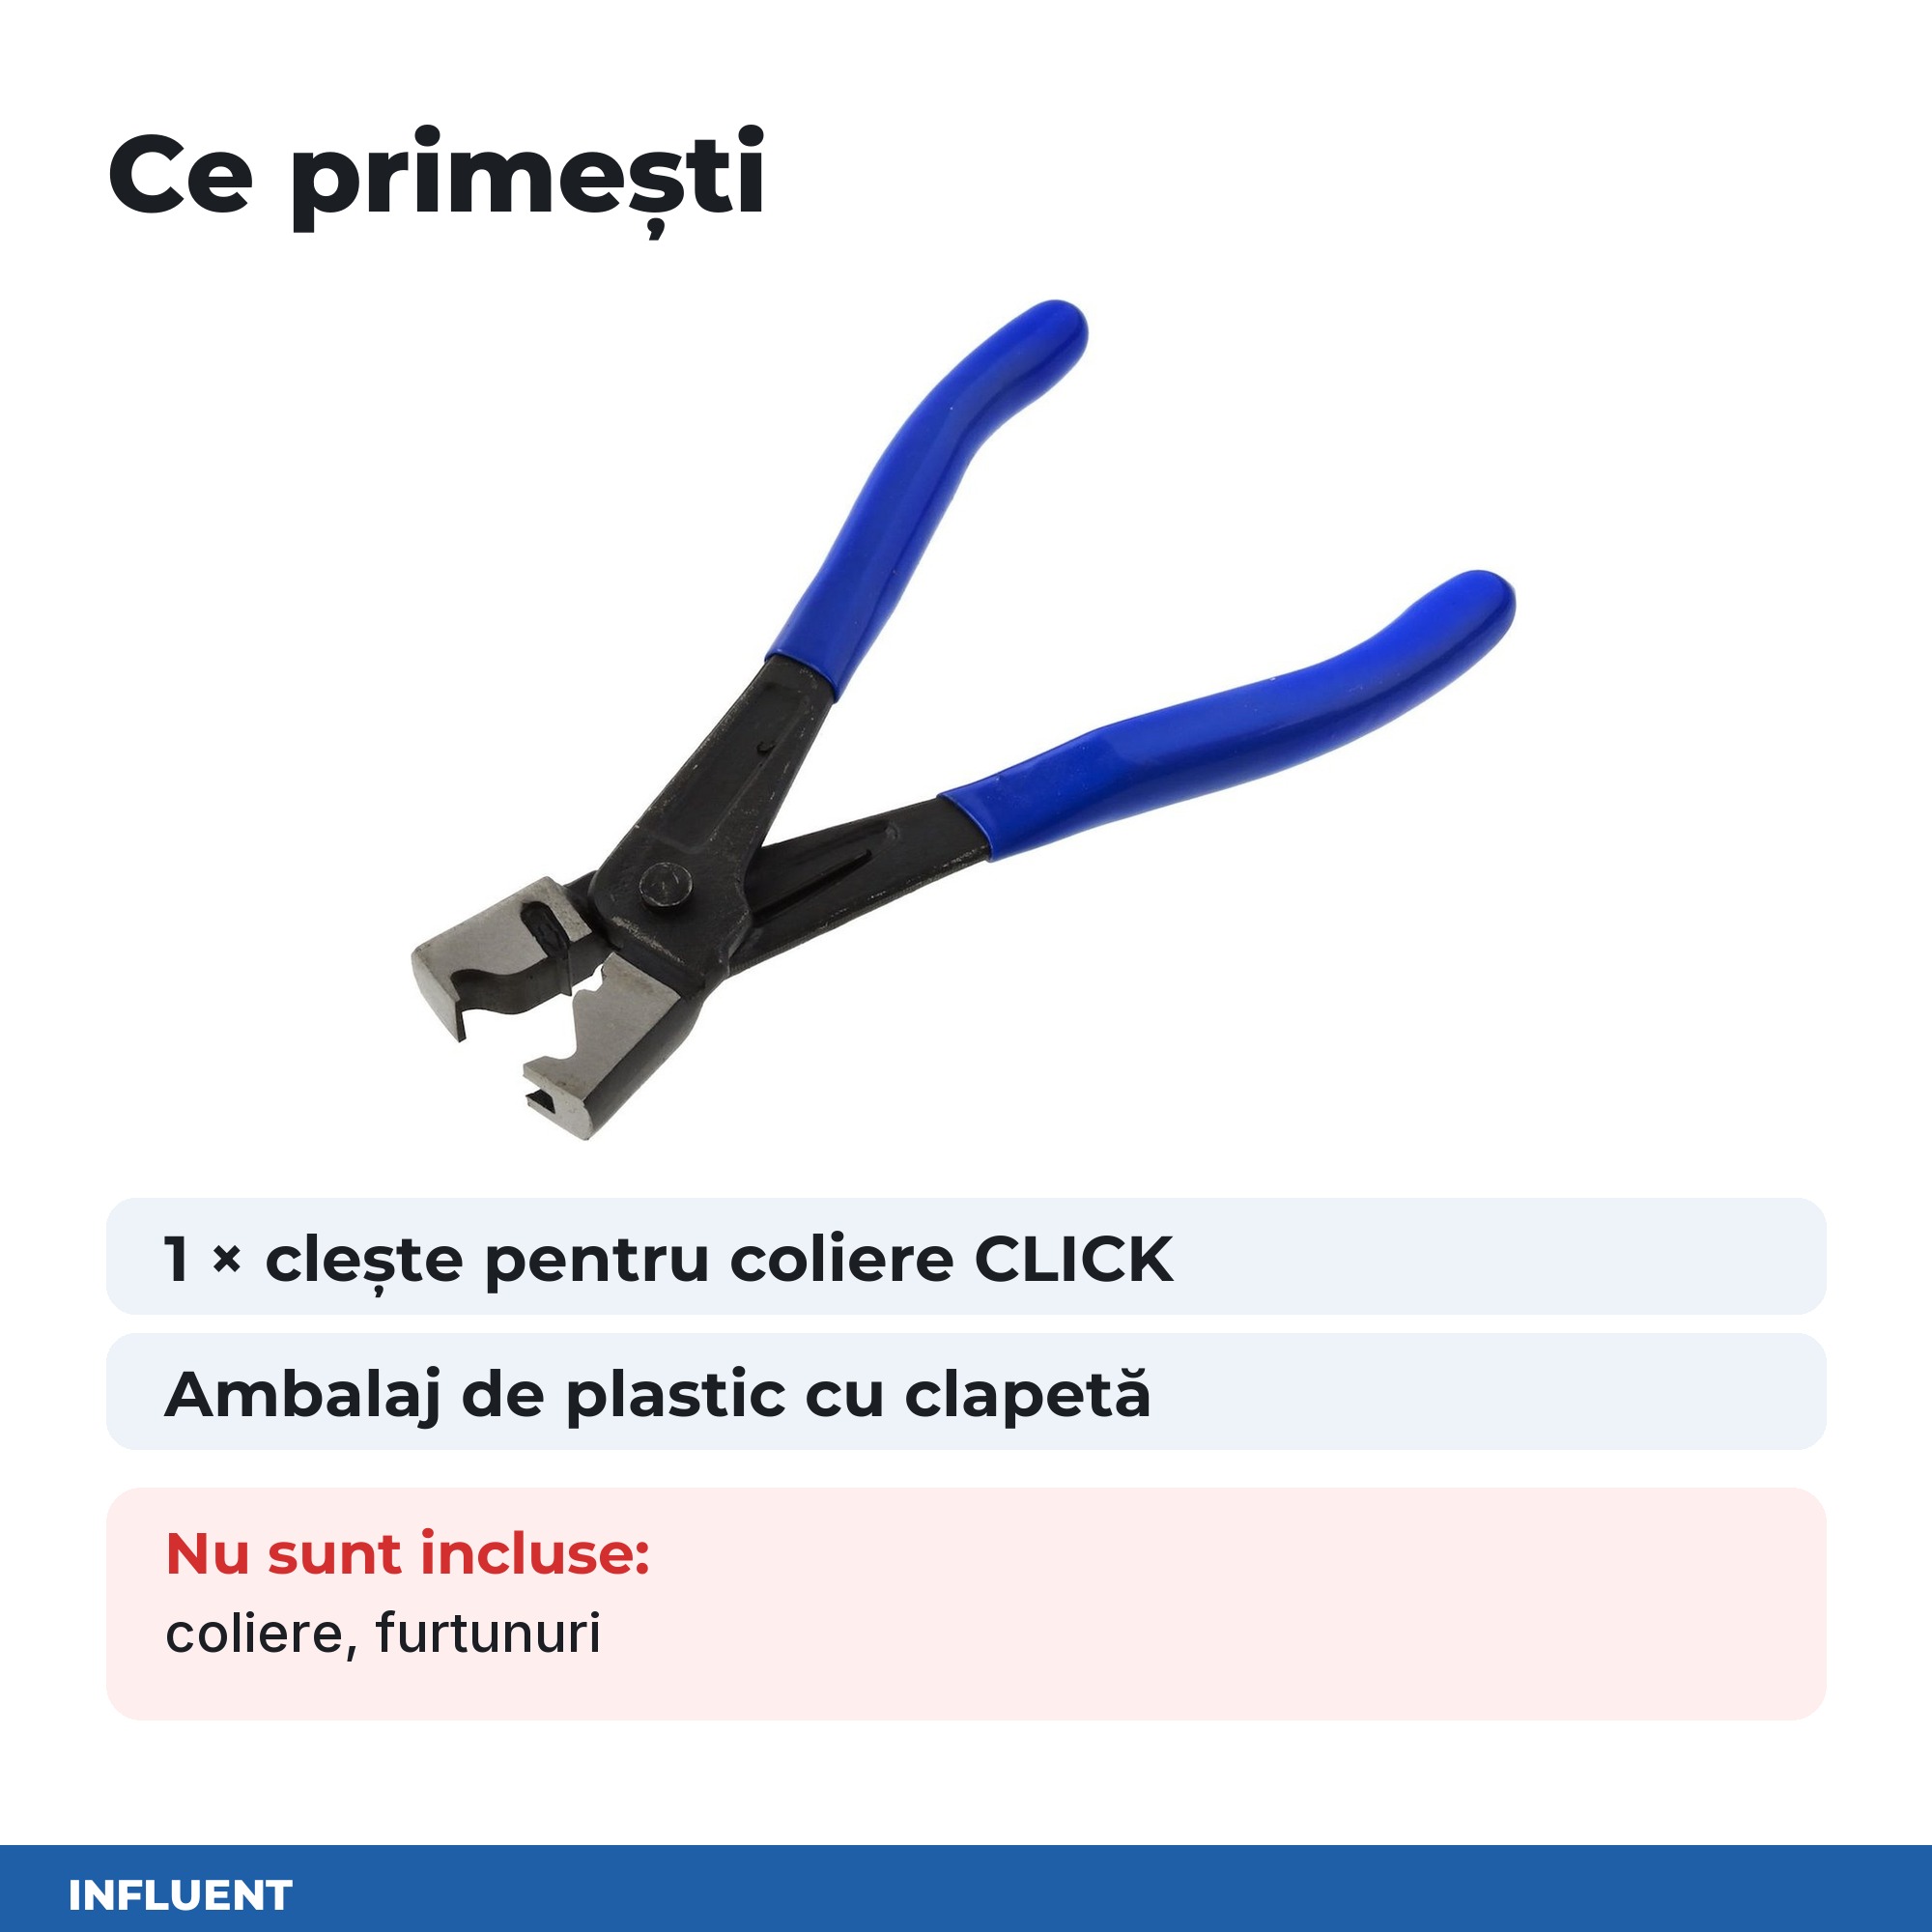 Ce primești
1 × clește pentru coliere CLICK
Ambalaj de plastic cu clapetă
Nu sunt incluse:
coliere, furtunuri
INFLUENT